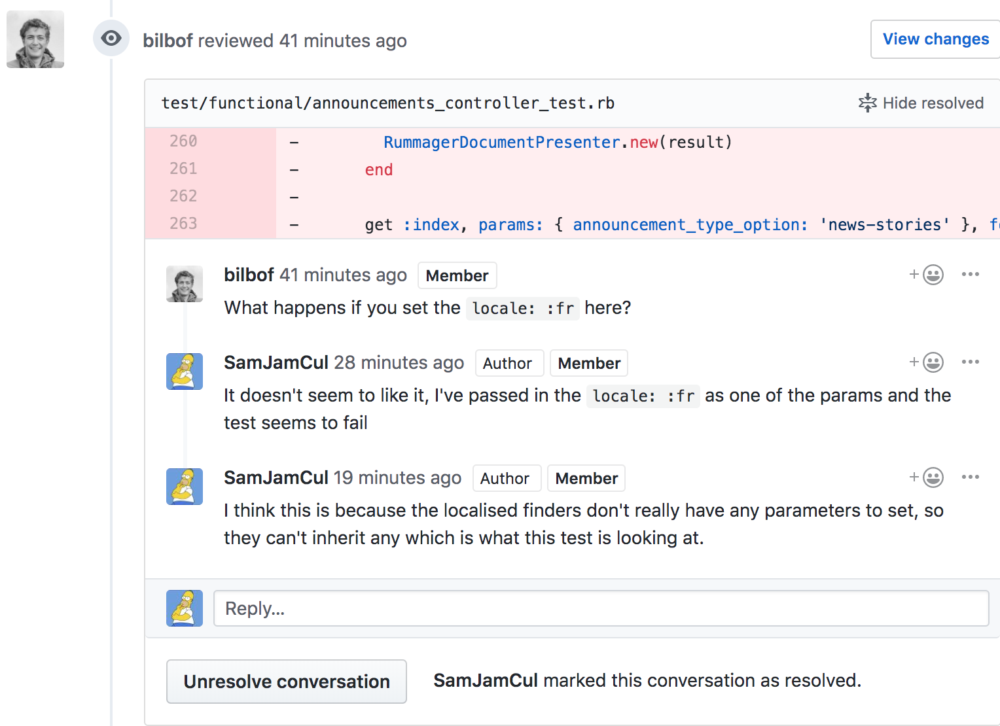 bilbof reviewed 41 minutes ago
View changes
test/functional/announcements_controller_test.rb
Hide resolved
260 - RummagerDocumentPresenter.new(result)
261 - end
262 -
263 - get :index, params: { announcement_type_option: 'news-stories' }, f
bilbof 41 minutes ago Member
What happens if you set the locale: :fr here?
SamJamCul 28 minutes ago Author Member
It doesn't seem to like it, I've passed in the locale: :fr as one of the params and the
test seems to fail
SamJamCul 19 minutes ago Author Member
I think this is because the localised finders don't really have any parameters to set, so
they can't inherit any which is what this test is looking at.
Reply...
Unresolve conversation
SamJamCul marked this conversation as resolved.